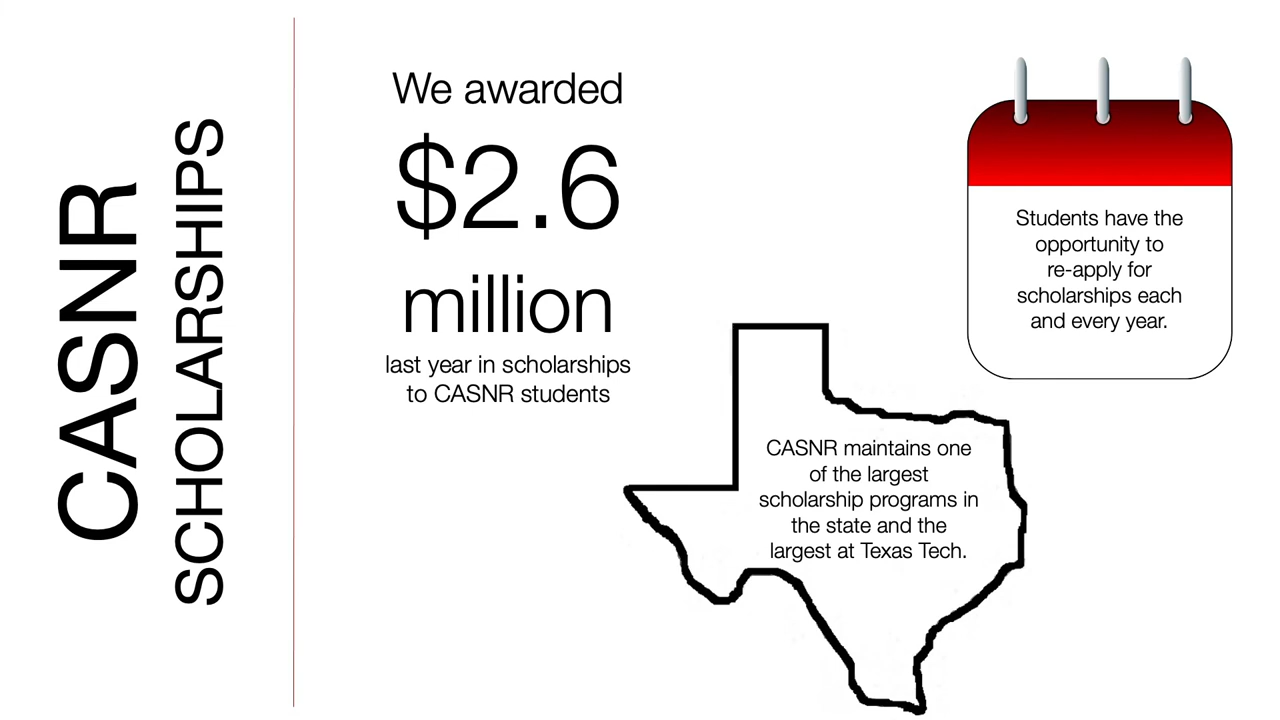 CASNR
SCHOLARSHIPS
We awarded
$2.6
million
last year in scholarships
to CASNR students
Students have the
opportunity to
re-apply for
scholarships each
and every year.
CASNR maintains one
of the largest
scholarship programs in
the state and the
largest at Texas Tech.